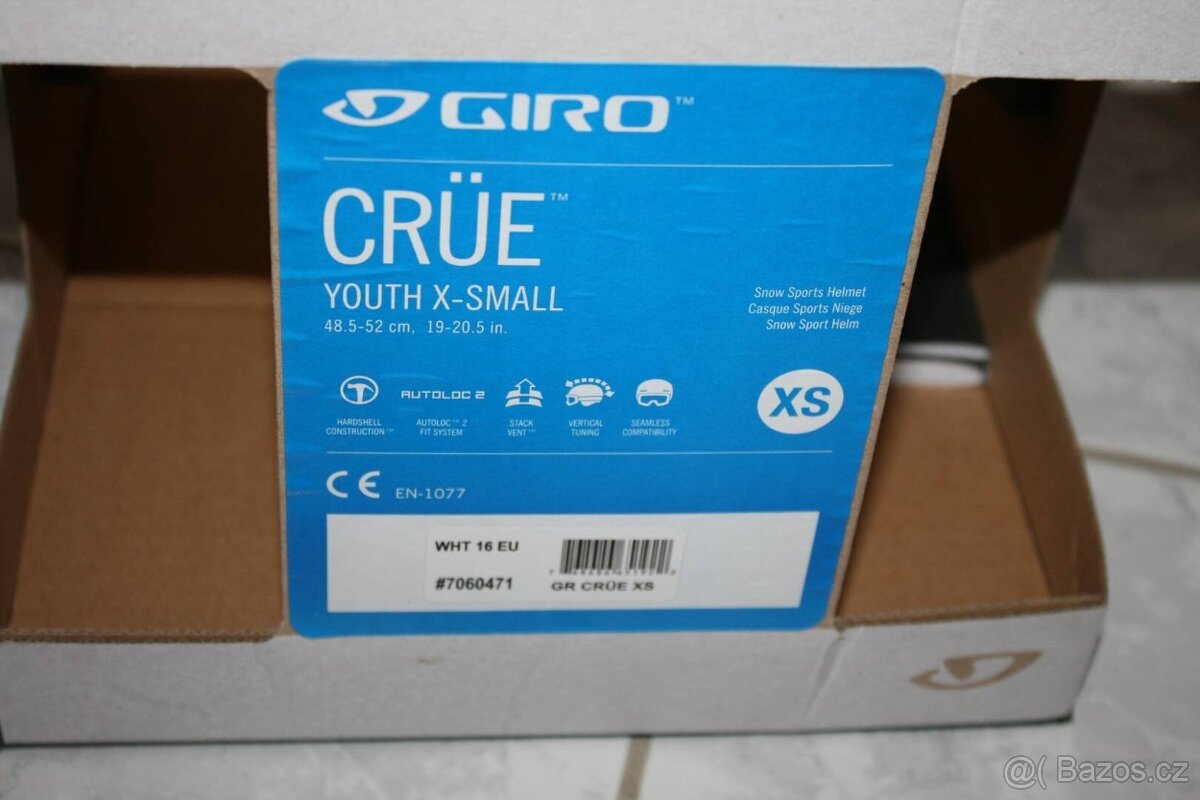 GIRO™
CRÜE™
YOUTH X-SMALL
48.5-52 cm, 19-20.5 in.
Snow Sports Helmet
Casque Sports Niege
Snow Sport Helm
AUTOLOC 2
HARDSHELL
CONSTRUCTION™
AUTOLOC™ 2
FIT SYSTEM
STACK
VENT™
VERTICAL
TUNING
SEAMLESS
COMPATIBILITY
XS
CE EN-1077
WHT 16 EU
#7060471
GR CRÜE XS
@( Bazos.cz